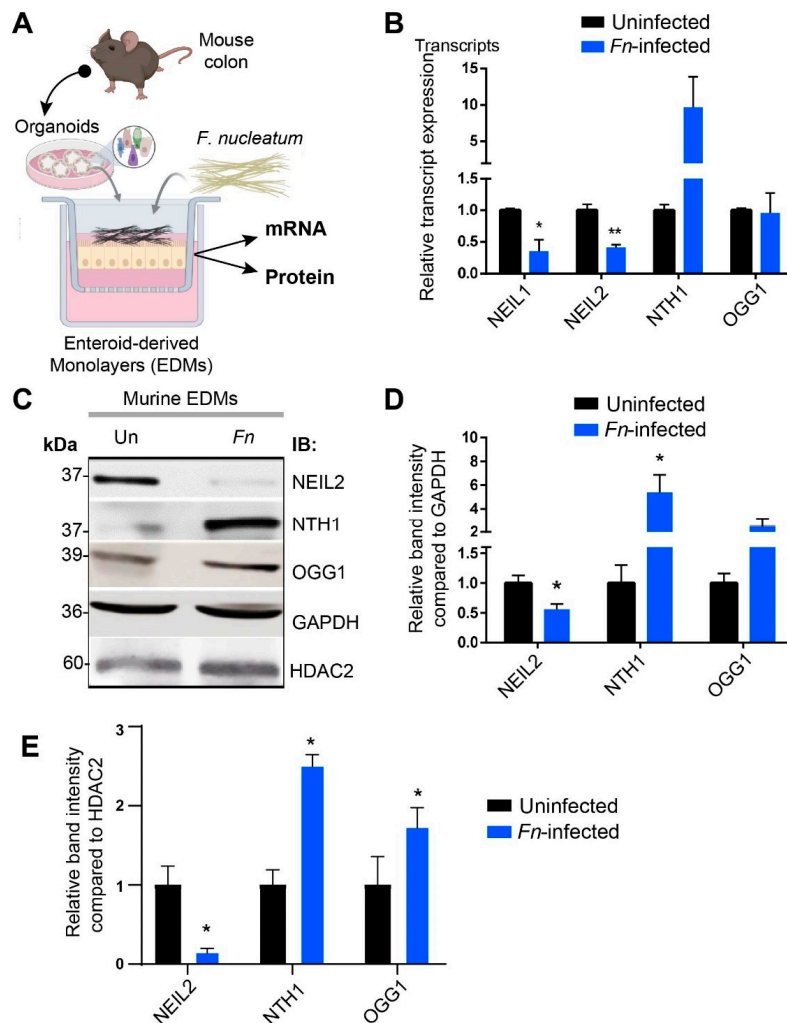 A
Mouse
colon
Organoids
F. nucleatum
mRNA
Protein
Enteroid-derived
Monolayers (EDMs)
B
Uninfected
Fn-infected
Transcripts
Relative transcript expression
15
10
5
1.5
1.0
0.5
0.0
*
**
NEIL1
NEIL2
NTH1
OGG1
C
Murine EDMs
kDa
Un
Fn
IB:
37
NEIL2
37
NTH1
39
OGG1
36
GAPDH
60
HDAC2
D
Uninfected
Fn-infected
Relative band intensity
compared to GAPDH
10
8
6
4
2
1.5
1.0
0.5
0.0
*
*
NEIL2
NTH1
OGG1
E
Relative band intensity
compared to HDAC2
3
2
1
0
*
*
*
NEIL2
NTH1
OGG1
Uninfected
Fn-infected